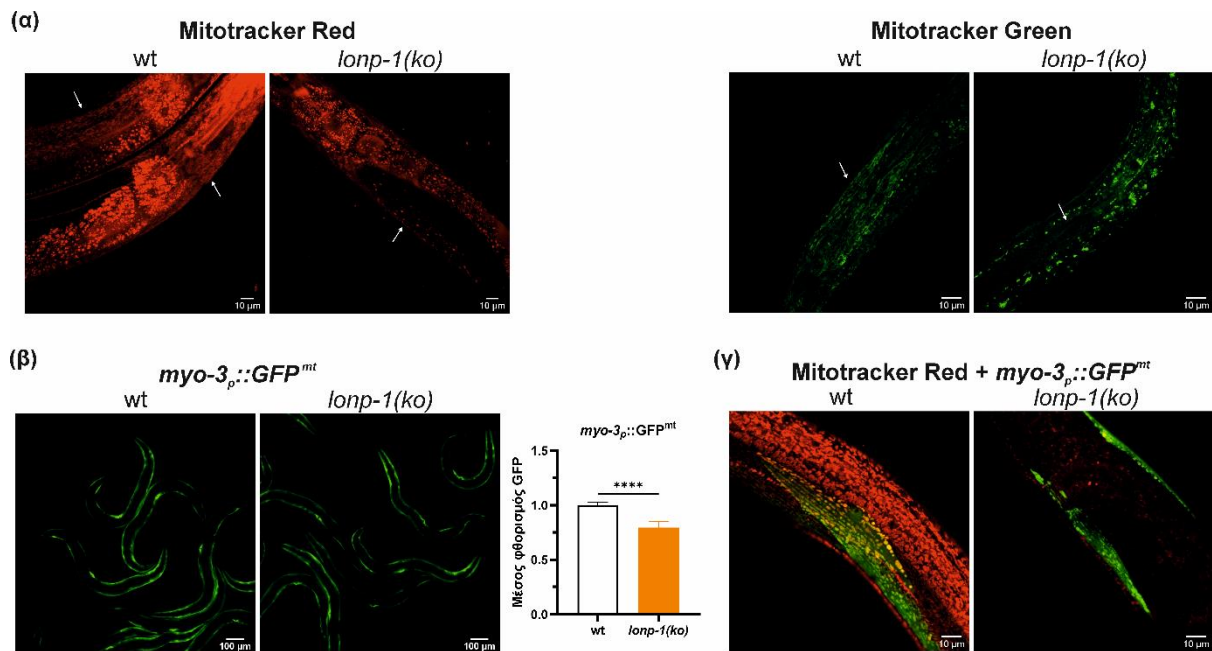 (α)
Mitotracker Red
wt
lonp-1(ko)
10 μm
10 μm
Mitotracker Green
wt
lonp-1(ko)
10 μm
10 μm
(β)
myo-3p::GFPmt
wt
lonp-1(ko)
100 μm
100 μm
myo-3p::GFPmt
Μέσος φθορισμός GFP
1.5
1.0
0.5
0.0
****
wt
lonp-1(ko)
(γ)
Mitotracker Red + myo-3p::GFPmt
wt
lonp-1(ko)
10 μm
10 μm